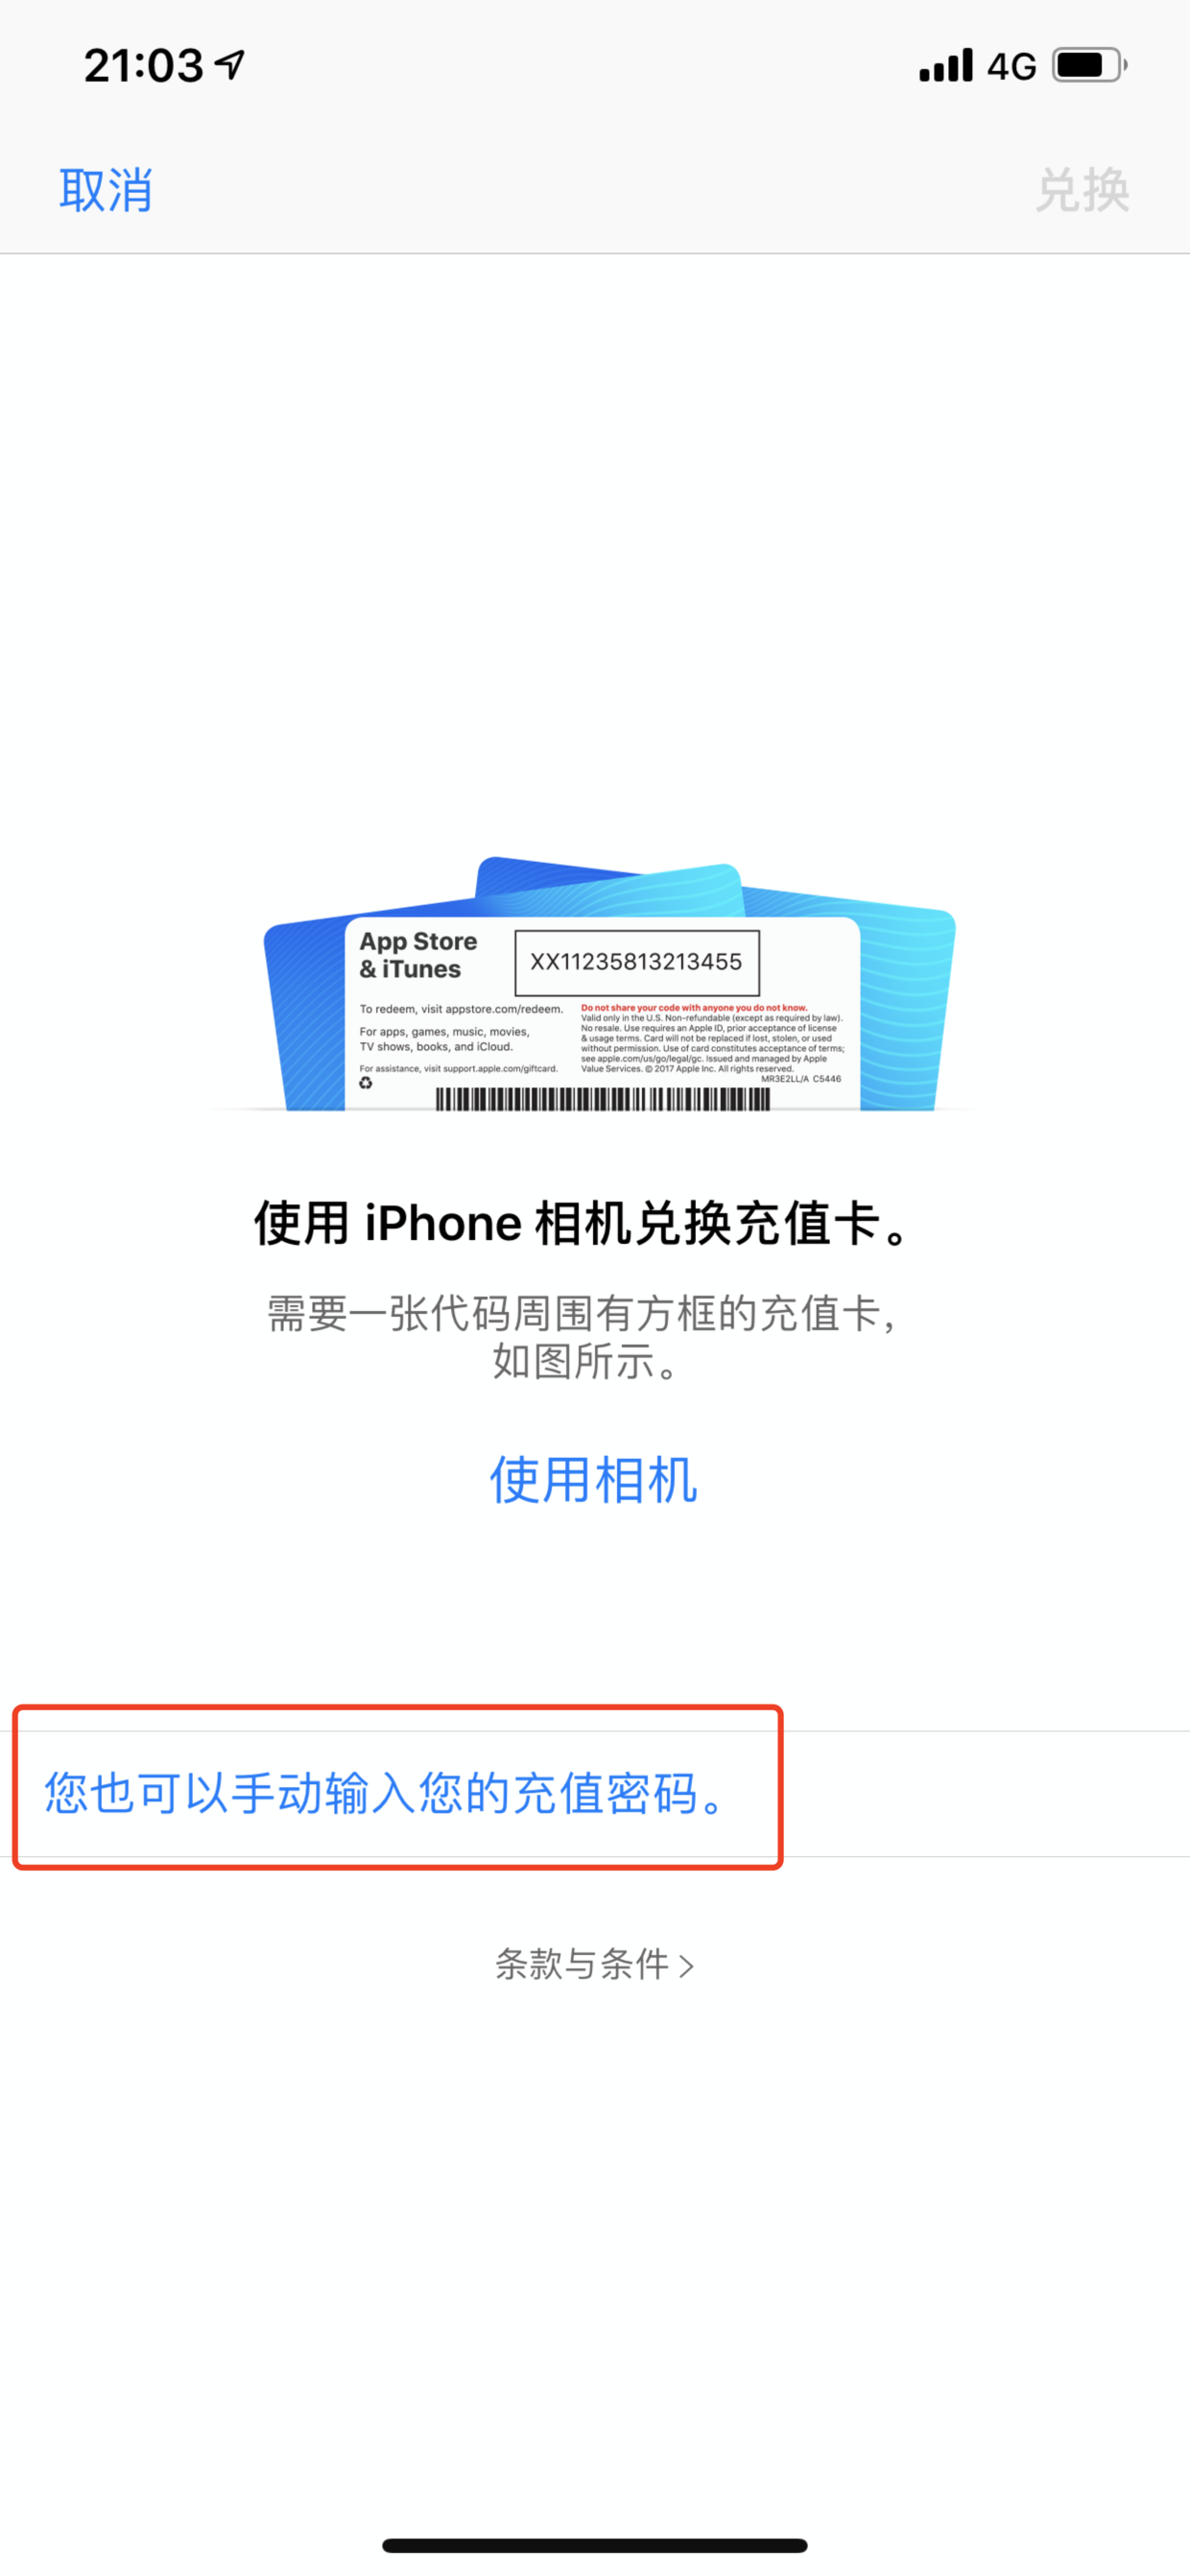 21:03
4G
取消
兑换
App Store
& iTunes
XX11235813213455
To redeem, visit appstore.com/redeem.
For apps, games, music, movies,
TV shows, books, and iCloud.
For assistance, visit support.apple.com/giftcard.
Do not share your code with anyone you do not know.
Valid only in the U.S. Non-refundable (except as required by law).
No resale. Use requires an Apple ID, prior acceptance of license
& usage terms. Card will not be replaced if lost, stolen, or used
without permission. Use of card constitutes acceptance of terms;
see apple.com/us/go/legal/gc. Issued and managed by Apple
Value Services. © 2017 Apple Inc. All rights reserved.
MR3E2LL/A C5446
使用 iPhone 相机兑换充值卡。
需要一张代码周围有方框的充值卡，
如图所示。
使用相机
您也可以手动输入您的充值密码。
条款与条件